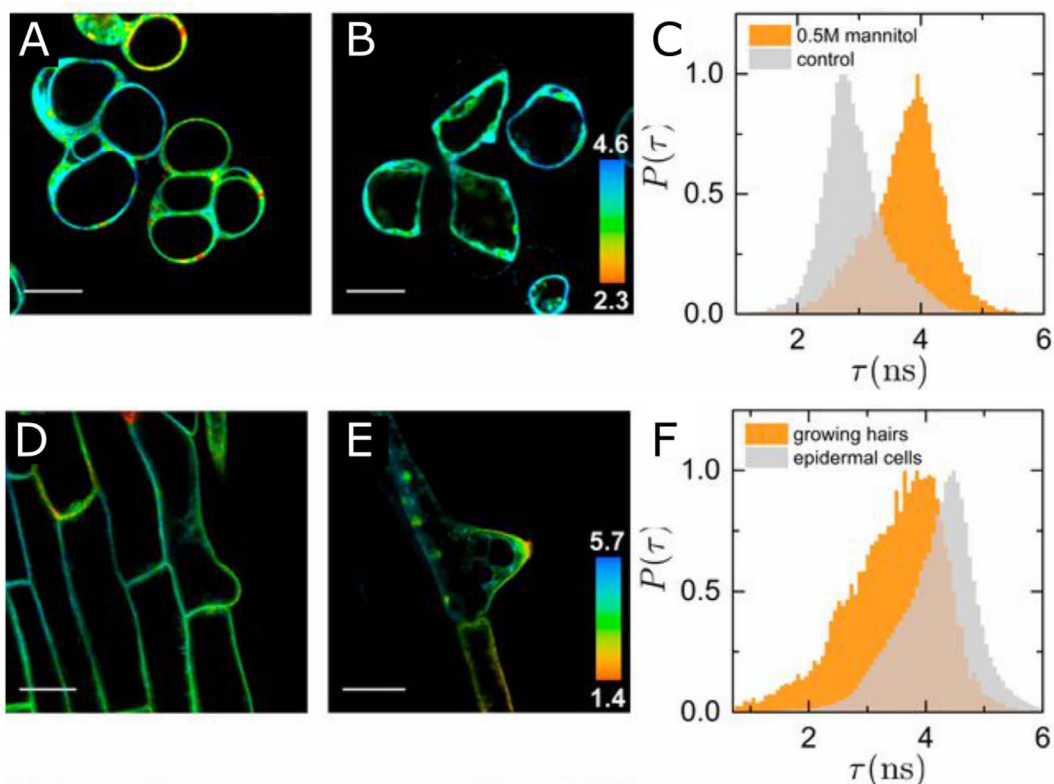 A
B
4.6
2.3
C
0.5M mannitol
control
1.0
0.5
0.0
P(τ)
2
4
6
τ(ns)
D
E
5.7
1.4
F
growing hairs
epidermal cells
1.0
0.5
0.0
P(τ)
2
4
6
τ(ns)